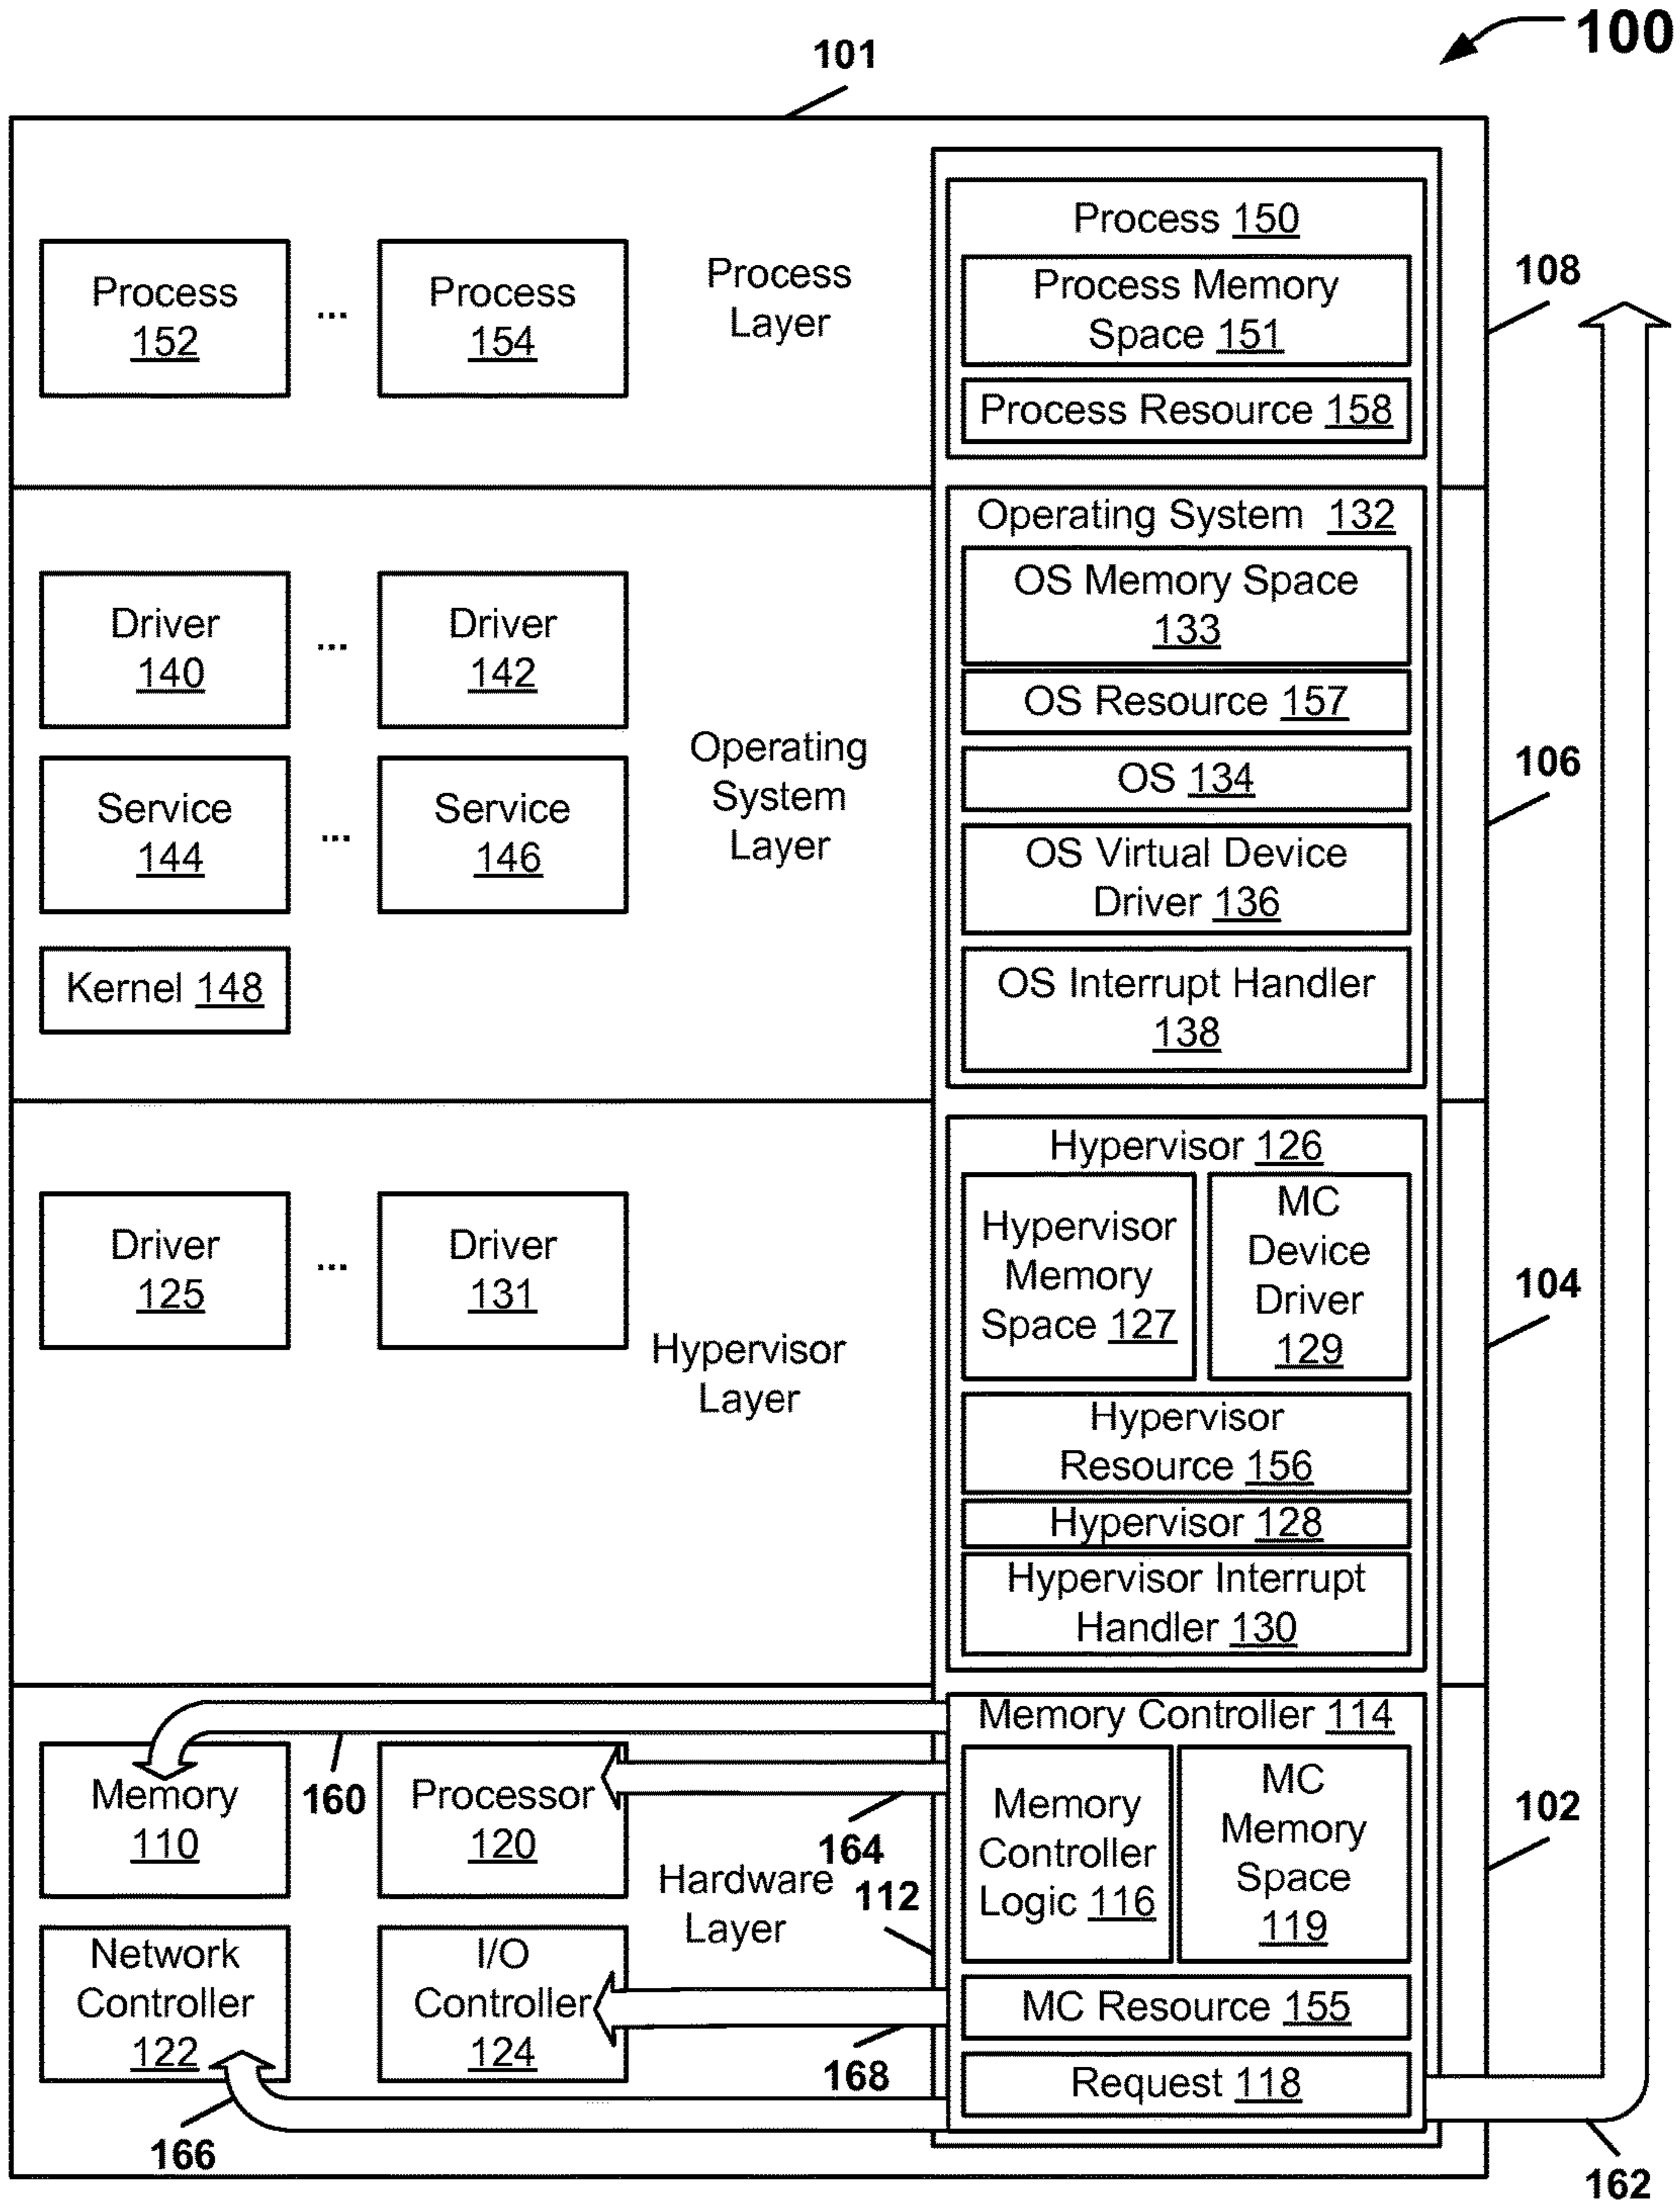 100
101
Process 150
Process Memory
Space 151
Process Resource 158
Process
152
...
Process
154
Process
Layer
108
Operating System 132
OS Memory Space
133
OS Resource 157
OS 134
OS Virtual Device
Driver 136
OS Interrupt Handler
138
Driver
140
...
Driver
142
Service
144
...
Service
146
Kernel 148
Operating
System
Layer
106
Hypervisor 126
Hypervisor
Memory
Space 127
MC
Device
Driver
129
Hypervisor
Resource 156
Hypervisor 128
Hypervisor Interrupt
Handler 130
Driver
125
...
Driver
131
Hypervisor
Layer
104
Memory Controller 114
Memory
Controller
Logic 116
MC
Memory
Space
119
MC Resource 155
Request 118
Memory
110
160
Processor
120
164
Hardware
Layer
112
102
Network
Controller
122
I/O
Controller
124
168
166
162